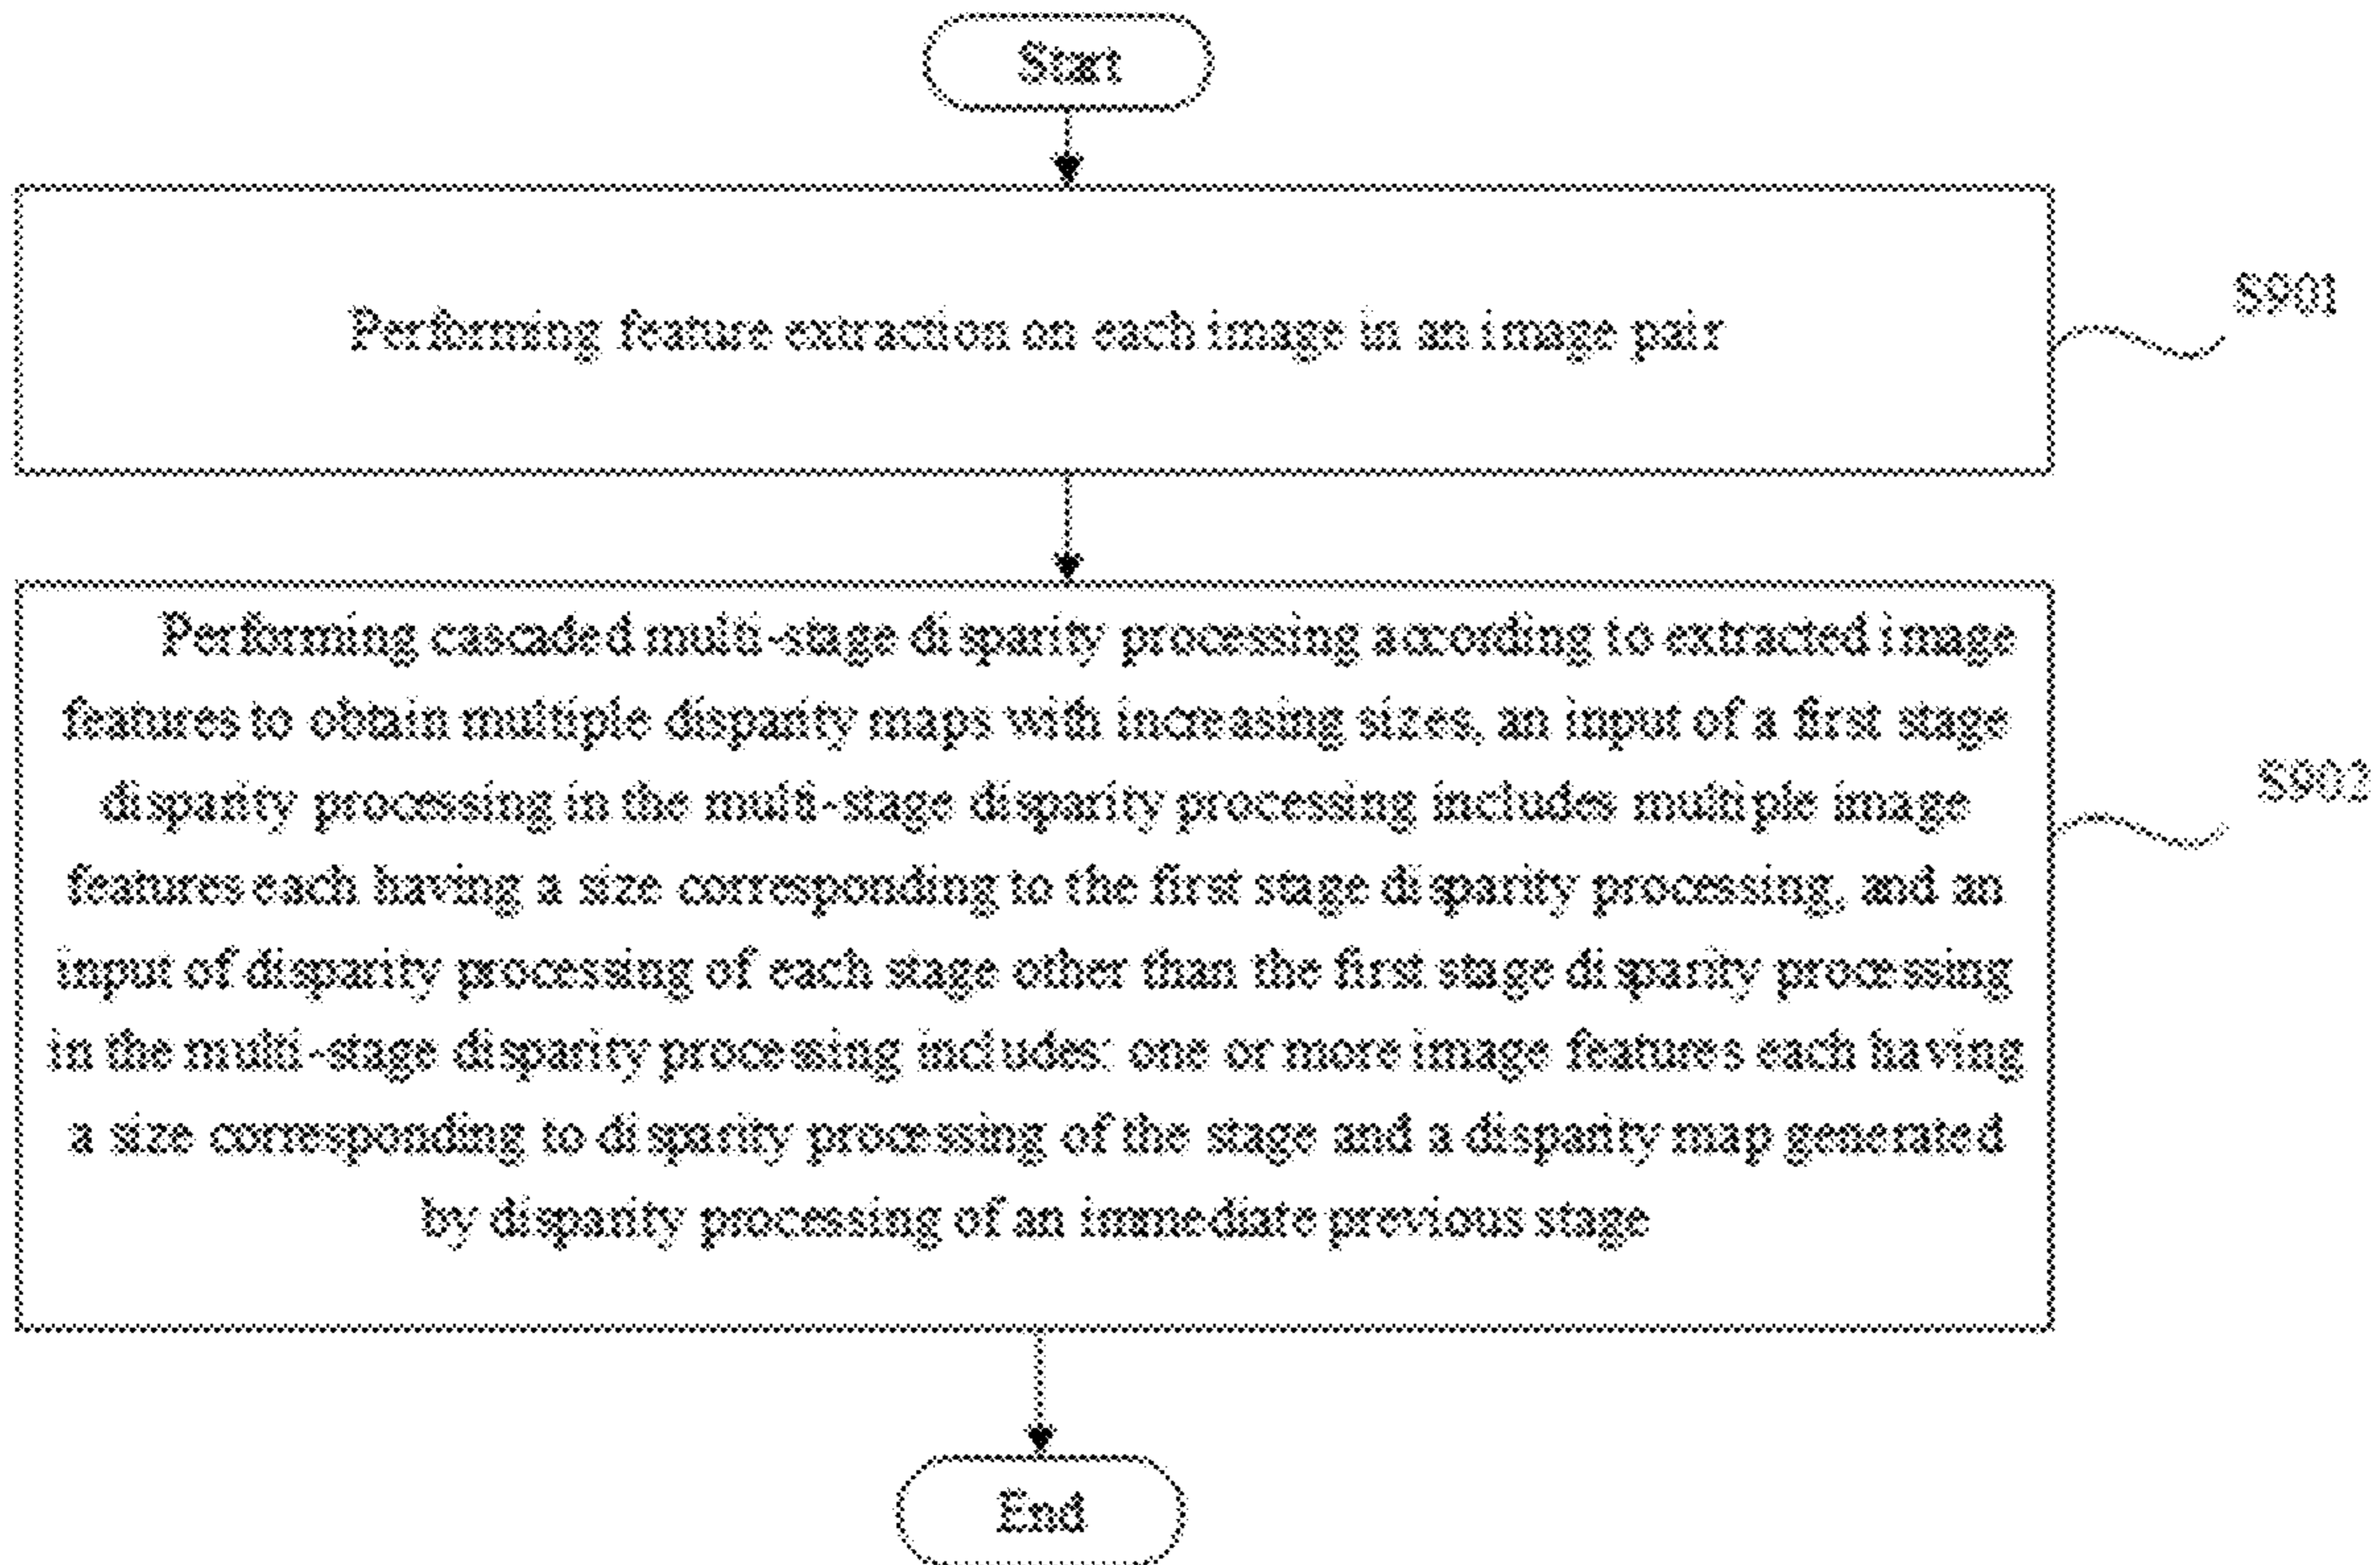 Start
Performing feature extraction on each image in an image pair
S901
Performing cascaded multi-stage disparity processing according to extracted image
features to obtain multiple disparity maps with increasing sizes, an input of a first stage
disparity processing in the multi-stage disparity processing includes multiple image
features each having a size corresponding to the first stage disparity processing, and an
input of disparity processing of each stage other than the first stage disparity processing
in the multi-stage disparity processing includes: one or more image features each having
a size corresponding to disparity processing of the stage and a disparity map generated
by disparity processing of an immediate previous stage
S902
End